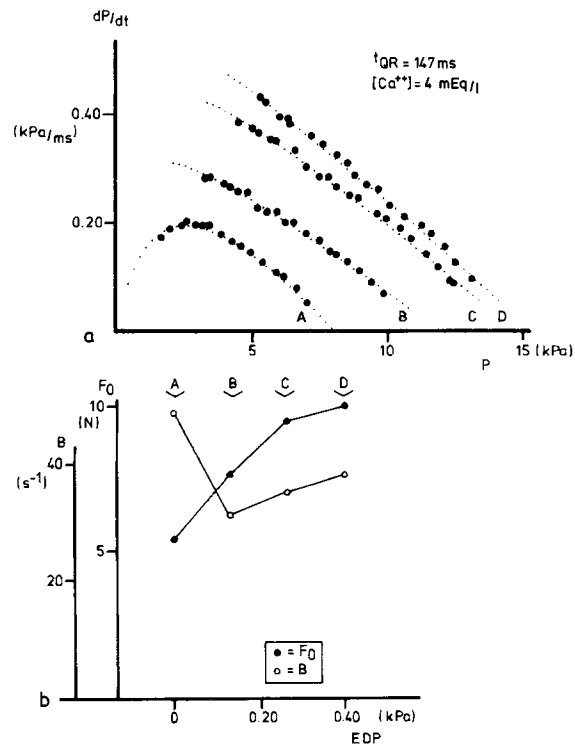 dP/dt
tQR = 147 ms
[Ca++] = 4 mEq/l
0.40
(kPa/ms)
0.20
A B C D
a
5 10 15 (kPa)
P
F0 A B C D
10
(N)
B
40
(s-1)
5
20
● = F0
○ = B
b
0 0.20 0.40 (kPa)
EDP